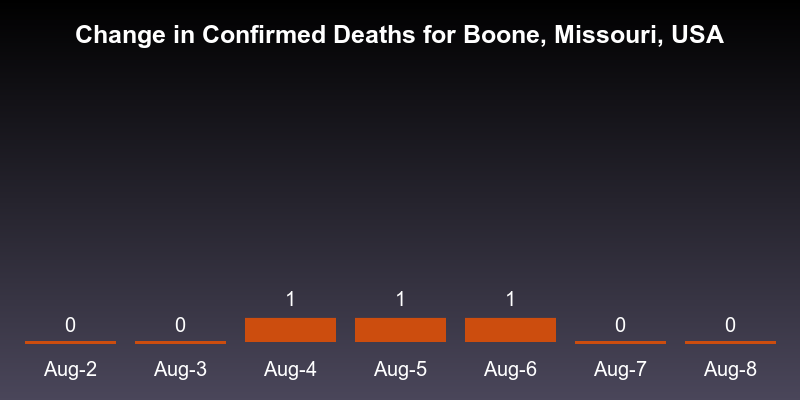 Change in Confirmed Deaths for Boone, Missouri, USA
0 0 1 1 1 0 0
Aug-2 Aug-3 Aug-4 Aug-5 Aug-6 Aug-7 Aug-8